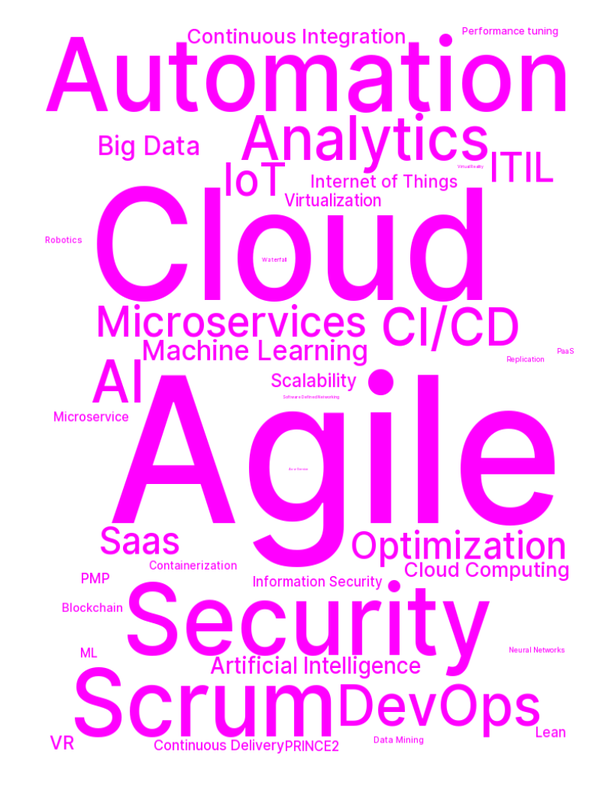 Continuous Integration
Performance tuning
Automation
Analytics
Big Data
ITIL
IoT
Internet of Things
Virtualization
Cloud
Robotics
Waterfall
Microservices
CI/CD
Machine Learning
PaaS
Replication
AI
Scalability
Software-Defined Networking
Microservice
Agile
Saas
Optimization
Containerization
Cloud Computing
PMP
Information Security
Blockchain
Security
ML
Neural Networks
Artificial Intelligence
Scrum
DevOps
Lean
VR
Continuous Delivery
PRINCE2
Data Mining